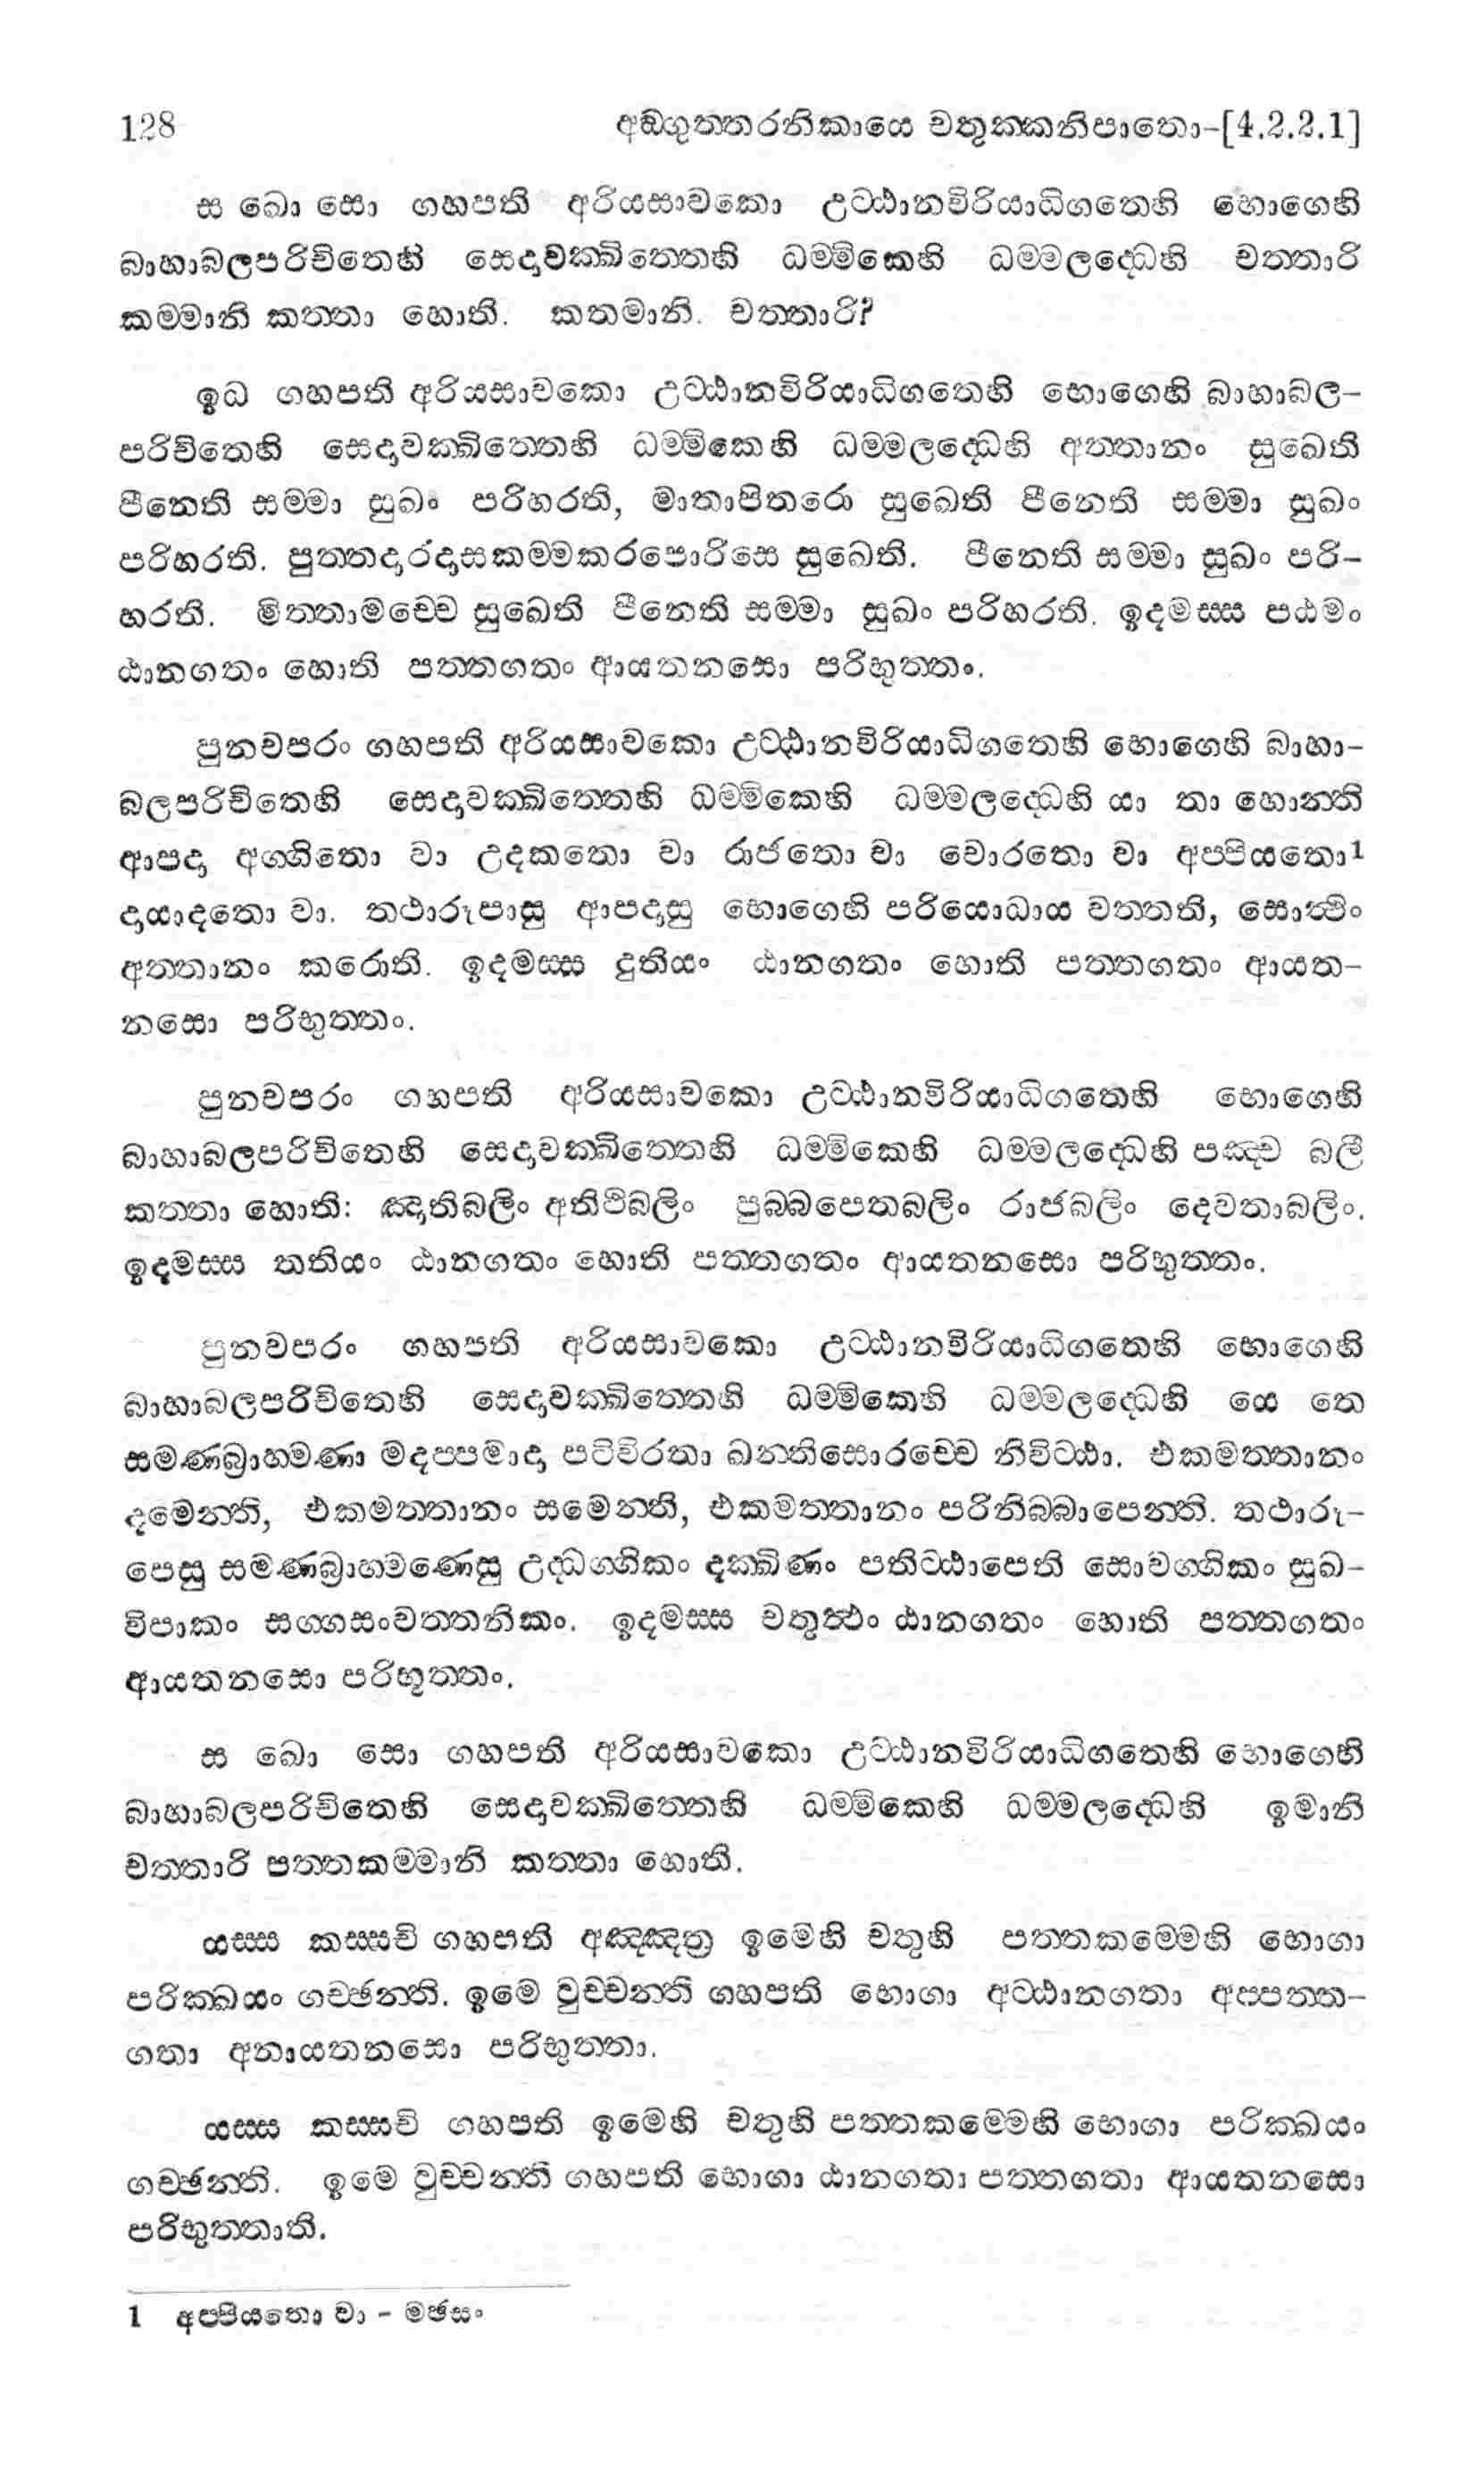 128 අඞගුත්තරනිකායෙ චතුක්කනිපාතො-[4.2.2.1]
ස ඛො සො ගහපති අරියසාවකො උට්ඨානවිරියාධිගතෙහි භොගෙහි
බාහාබලපරිචිතෙහි සෙදාවක්ඛිත්තෙහි ධම්මිකෙහි ධම්මලද්ධෙහි චත්තාරි
කම්මානි කත්තා හොති. කතමානි. චත්තාරි?
ඉධ ගහපති අරියසාවකො උට්ඨානවිරියාධිගතෙහි භොගෙහි බාහාබල-
පරිචිතෙහි සෙදාවක්ඛිත්තෙහි ධම්මිකෙහි ධම්මලද්ධෙහි අත්තානං සුඛෙති
පීනෙති සම්මා සුඛං පරිහරති, මාතාපිතරො සුඛෙති පීනෙති සම්මා සුඛං
පරිහරති. පුත්තදාරදාසකම්මකරපොරිසෙ සුඛෙති. පීනෙති සම්මා සුඛං පරි-
හරති. මිත්තාමච්චෙ සුඛෙති පීනෙති සම්මා සුඛං පරිහරති. ඉදමස්ස පඨමං
ඨානගතං හොති පත්තගතං ආයතනසො පරිභුත්තං.
පුනචපරං ගහපති අරියසාවකො උට්ඨානවිරියාධිගතෙහි භොගෙහි බාහා-
බලපරිචිතෙහි සෙදාවක්ඛිත්තෙහි ධම්මිකෙහි ධම්මලද්ධෙහි යා තා හොන්ති
ආපදා අග්ගිතො වා උදකතො වා රාජතො වා චොරතො වා අප්පියතො1
දායාදතො වා. තථාරූපාසු ආපදාසු භොගෙහි පරියොධාය වත්තති, සොත්ථිං
අත්තානං කරොති. ඉදමස්ස දුතියං ඨානගතං හොති පත්තගතං ආයත-
නසො පරිභුත්තං.
පුනචපරං ගහපති අරියසාවකො උට්ඨානවිරියාධිගතෙහි භොගෙහි
බාහාබලපරිචිතෙහි සෙදාවක්ඛිත්තෙහි ධම්මිකෙහි ධම්මලද්ධෙහි පඤ්ච බලී
කත්තා හොති: ඤාතිබලිං අතිථිබලිං පුබ්බපෙතබලිං රාජබලිං දෙවතාබලිං.
ඉදමස්ස තතියං ඨානගතං හොති පත්තගතං ආයතනසො පරිභුත්තං.
පුනචපරං ගහපති අරියසාවකො උට්ඨානවිරියාධිගතෙහි භොගෙහි
බාහාබලපරිචිතෙහි සෙදාවක්ඛිත්තෙහි ධම්මිකෙහි ධම්මලද්ධෙහි යෙ තෙ
සමණබ්‍රාහමණා මදප්පමාදා පටිවිරතා ඛන්තිසොරච්චෙ නිවිට්ඨා. එකමත්තානං
දමෙන්ති, එකමත්තානං සමෙන්ති, එකමත්තානං පරිනිබ්බාපෙන්ති. තථාරූ-
පෙසු සමණබ්‍රාහමණෙසු උද්ධග්ගිකං දක්ඛිණං පතිට්ඨාපෙති සොවග්ගිකං සුඛ-
විපාකං සග්ගසංවත්තනිකං. ඉදමස්ස චතුත්ථං ඨානගතං හොති පත්තගතං
ආයතනසො පරිභූත්තං.
ස ඛො සො ගහපති අරියසාවකො උට්ඨානවිරියාධිගතෙහි භොගෙහි
බාහාබලපරිචිතෙහි සෙදාවක්ඛිත්තෙහි ධම්මිකෙහි ධම්මලද්ධෙහි ඉමානි
චත්තාරි පත්තකම්මානි කත්තා හොති.
යස්ස කස්සචි ගහපති අඤ්ඤත්‍ර ඉමෙහි චතුහි පත්තකම්මෙහි භොගා
පරික්ඛයං ගච්ඡන්ති. ඉමෙ වුච්චන්ති ගහපති භොගා අට්ඨානගතා අප්පත්ත-
ගතා අනායතනසො පරිභුත්තා.
යස්ස කස්සචි ගහපති ඉමෙහි චතුහි පත්තකම්මෙහි භොගා පරික්ඛයං
ගච්ඡන්ති. ඉමෙ වුච්චන්ති ගහපති භොගා ඨානගතා පත්තගතා ආයතනසො
පරිභූත්තාති.
1 අප්පියතො වා - මඡසං